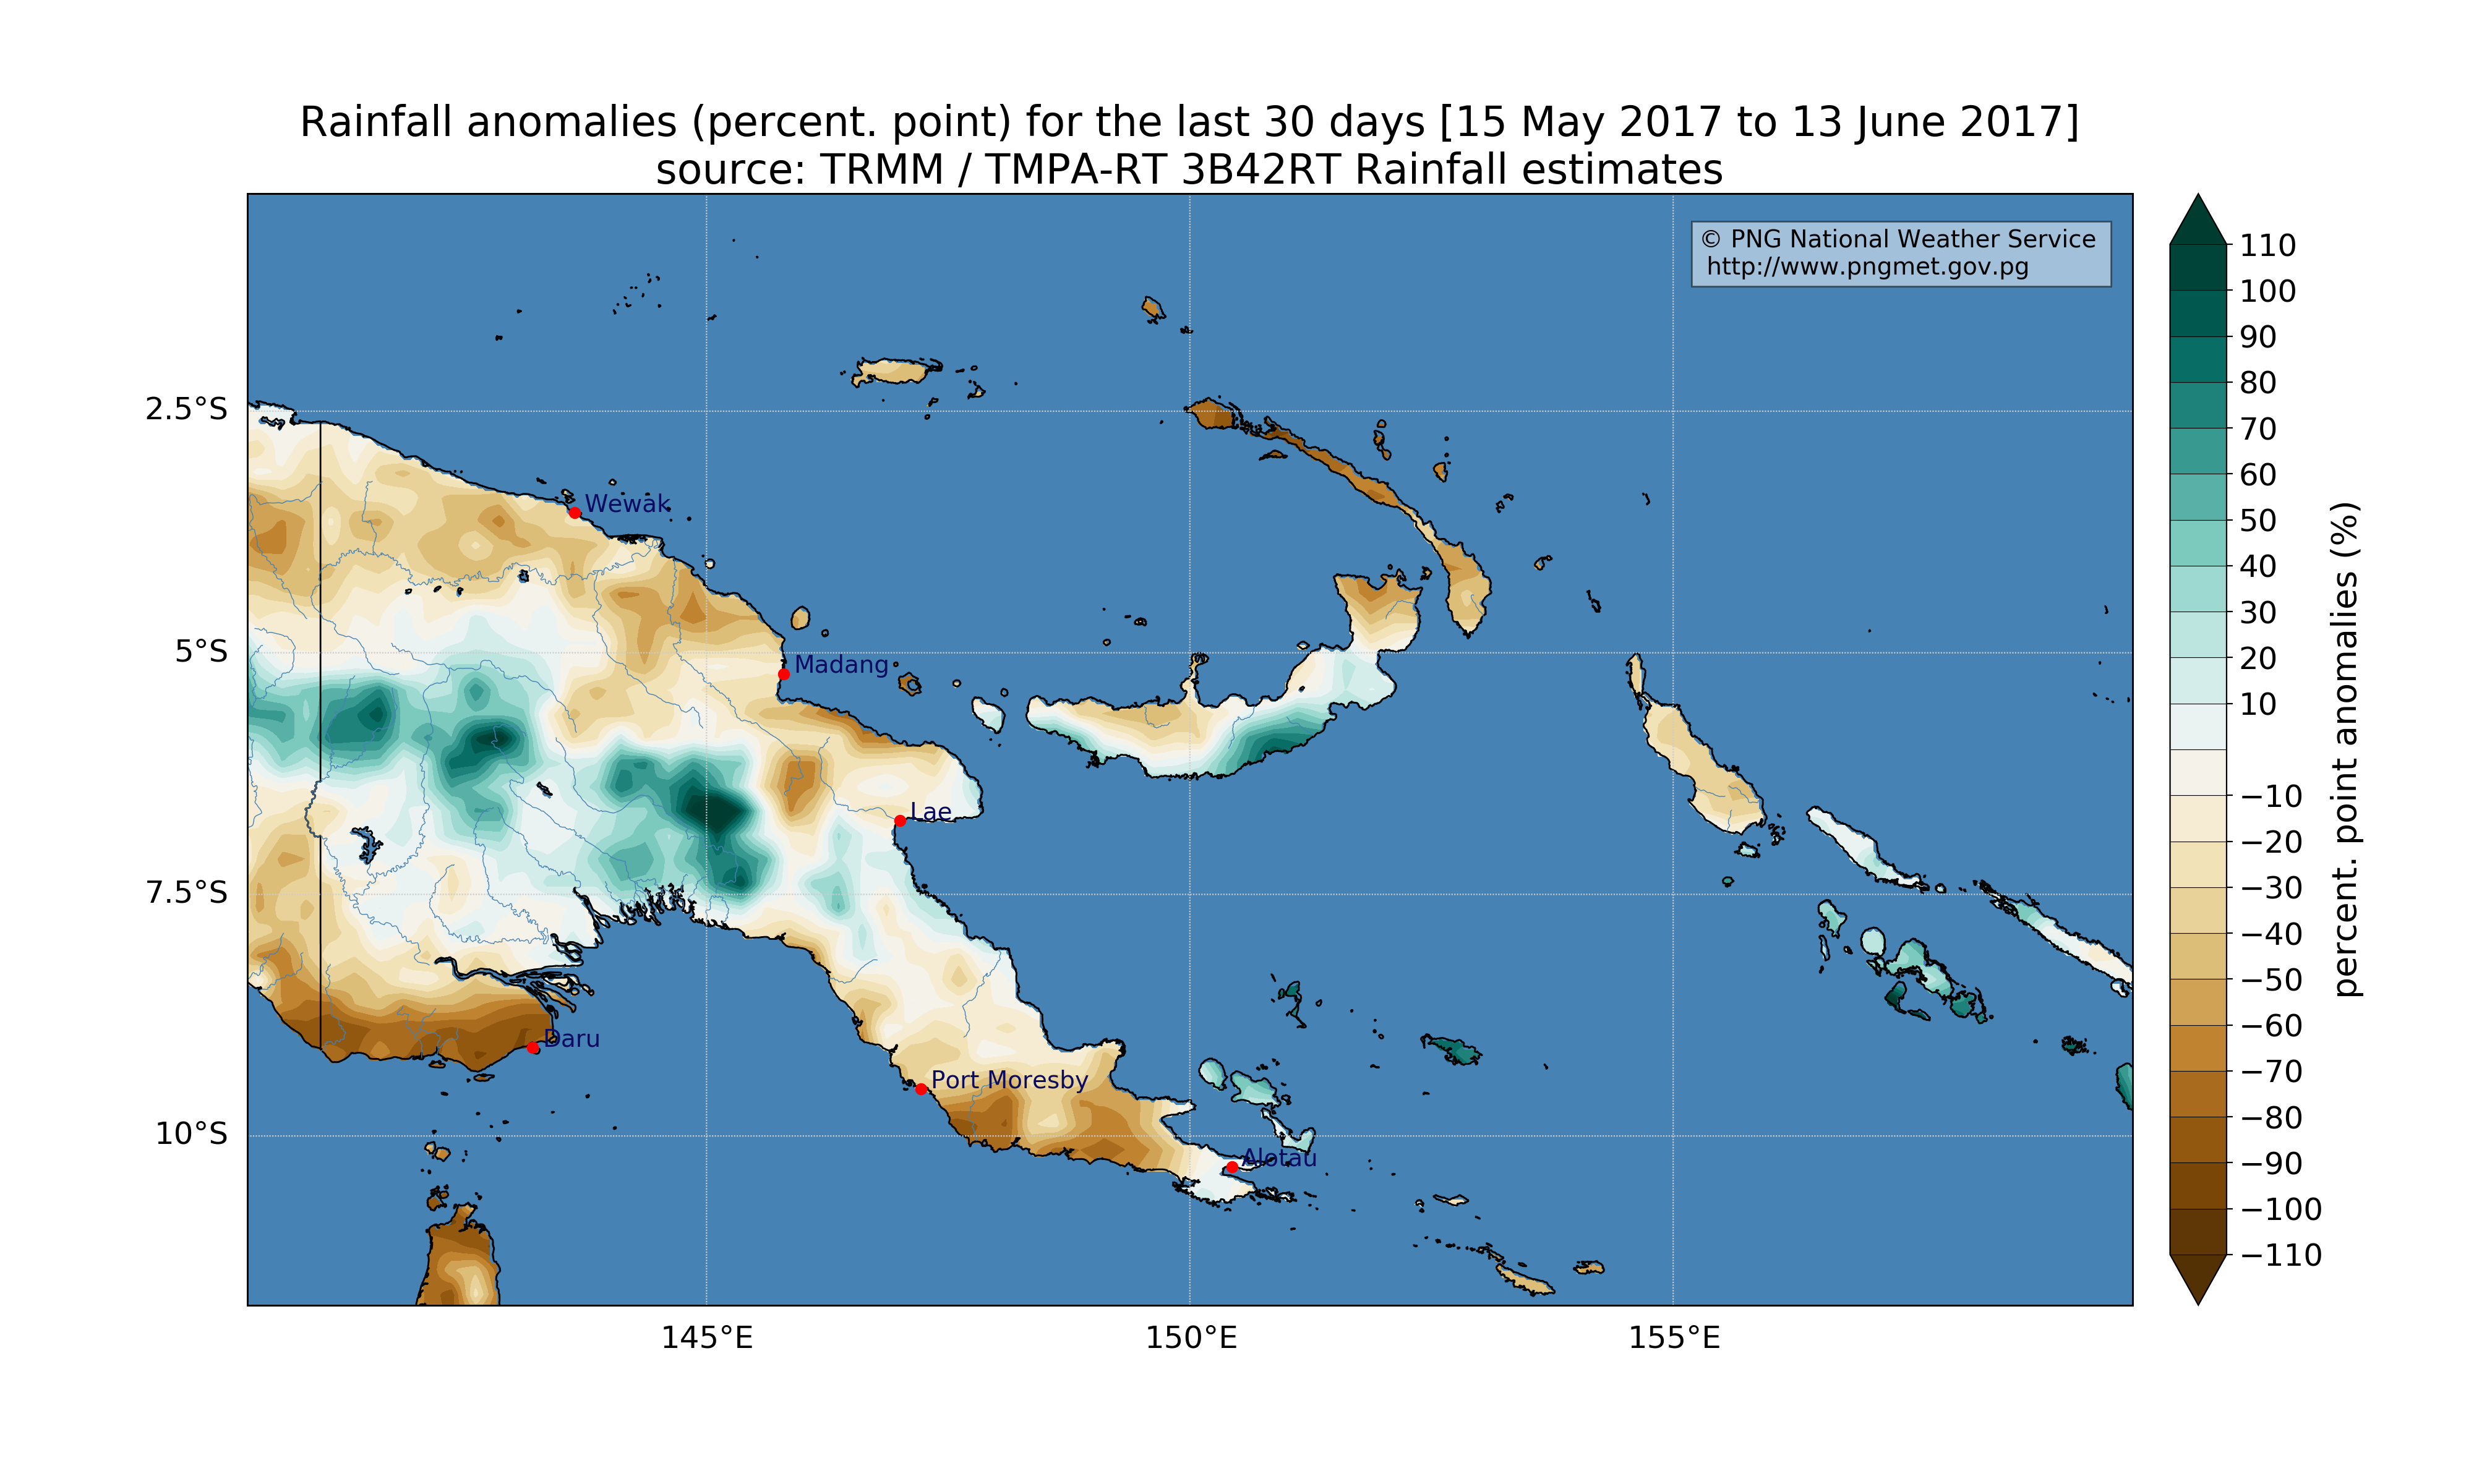 Rainfall anomalies (percent. point) for the last 30 days [15 May 2017 to 13 June 2017]
source: TRMM / TMPA-RT 3B42RT Rainfall estimates
© PNG National Weather Service
http://www.pngmet.gov.pg
2.5°S
5°S
7.5°S
10°S
145°E
150°E
155°E
Wewak
Madang
Lae
Daru
Port Moresby
Alotau
110
100
90
80
70
60
50
40
30
20
10
−10
−20
−30
−40
−50
−60
−70
−80
−90
−100
−110
percent. point anomalies (%)